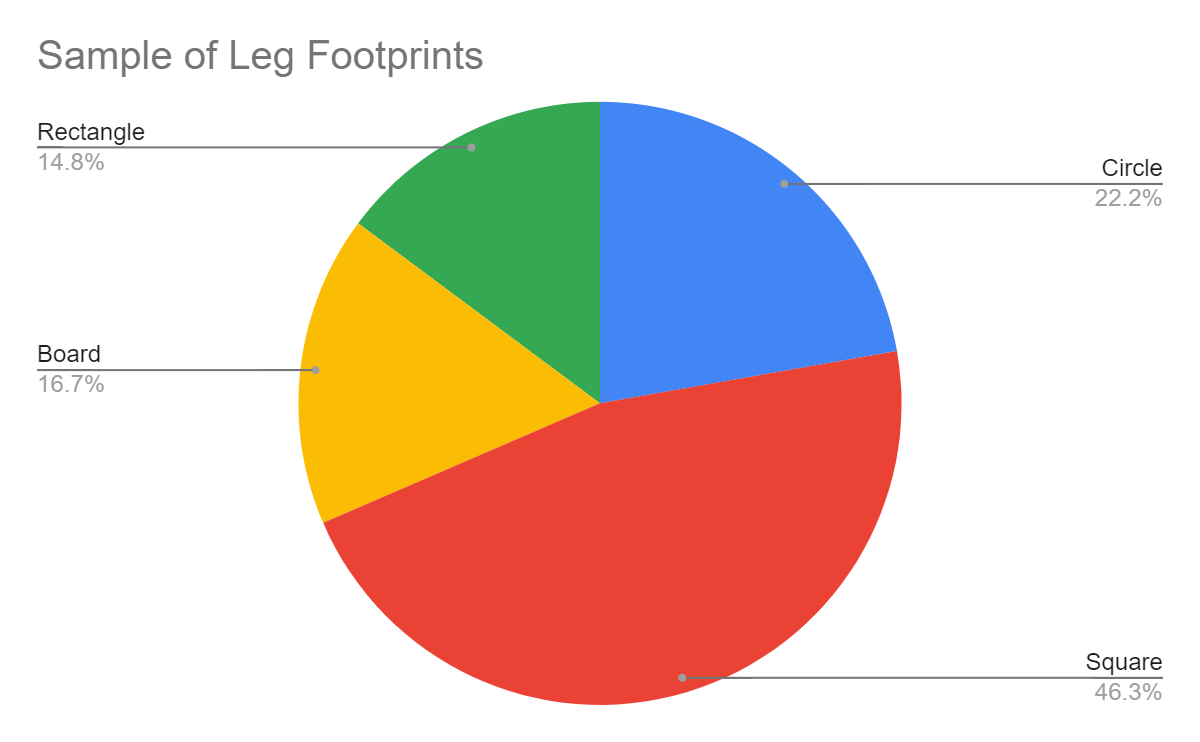 Sample of Leg Footprints
Rectangle
14.8%
Circle
22.2%
Board
16.7%
Square
46.3%